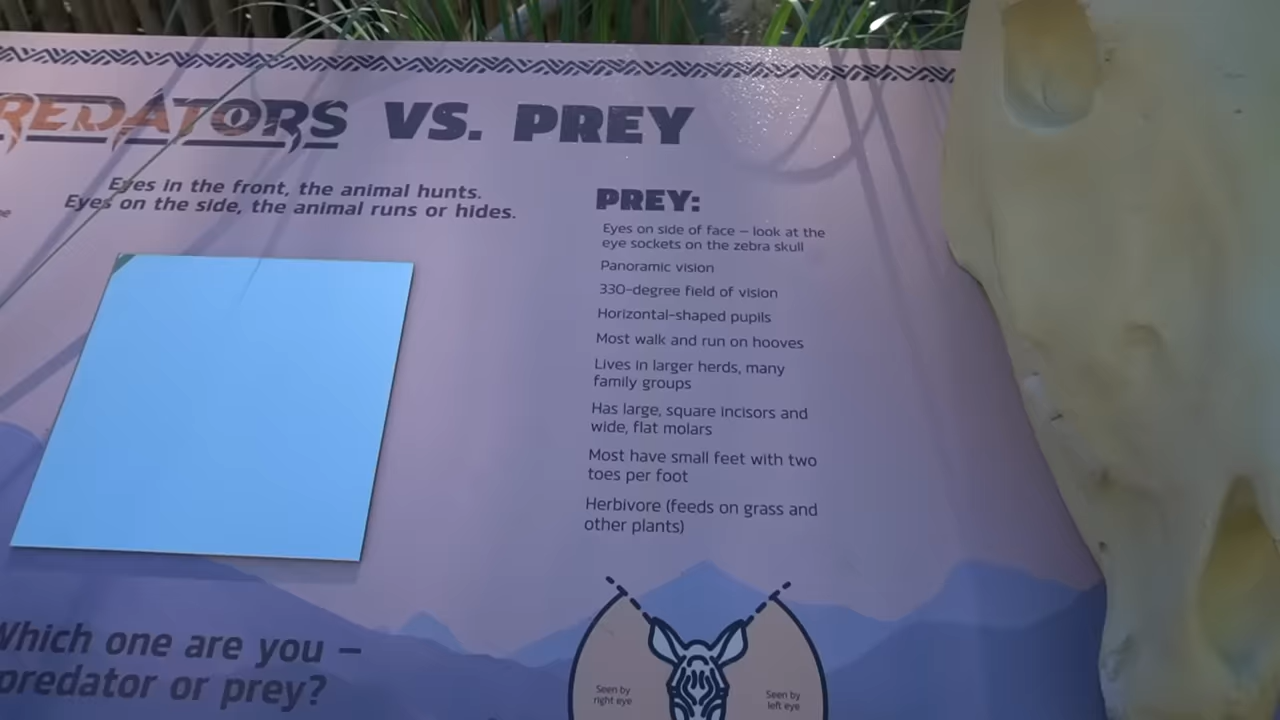 REDATORS VS. PREY
Eyes in the front, the animal hunts.
Eyes on the side, the animal runs or hides.
PREY:
Eyes on side of face – look at the
eye sockets on the zebra skull
Panoramic vision
330-degree field of vision
Horizontal-shaped pupils
Most walk and run on hooves
Lives in larger herds, many
family groups
Has large, square incisors and
wide, flat molars
Most have small feet with two
toes per foot
Herbivore (feeds on grass and
other plants)
Which one are you –
predator or prey?
Seen by
right eye
Seen by
left eye